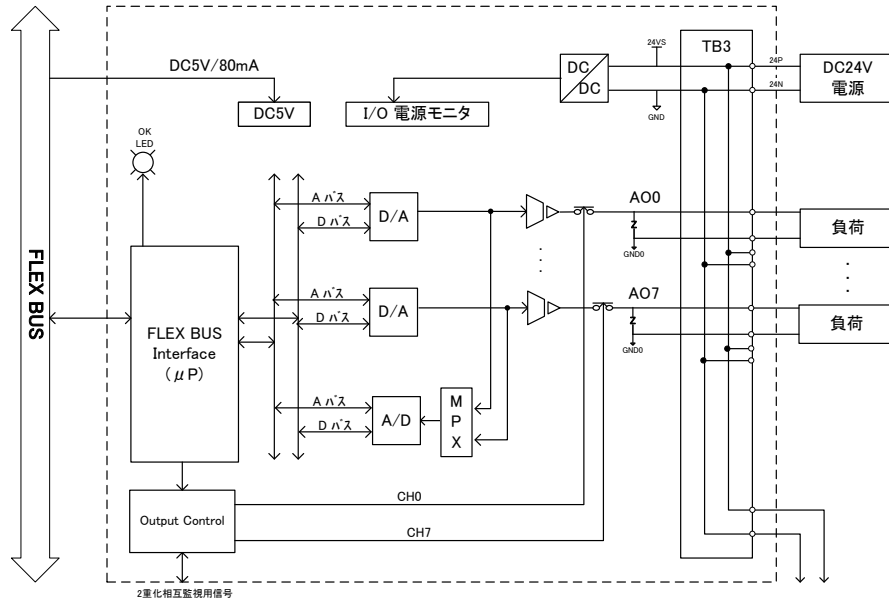 DC5V/80mA
DC5V
I/O 電源モニタ
DC
DC
24VS
GND
TB3
24P
24N
DC24V
電源
OK
LED
FLEX BUS
FLEX BUS
Interface
(μP)
A バス
D バス
D/A
AO0
GND0
負荷
A バス
D バス
D/A
AO7
GND0
負荷
A バス
D バス
A/D
M
P
X
Output Control
CH0
CH7
2重化相互監視用信号